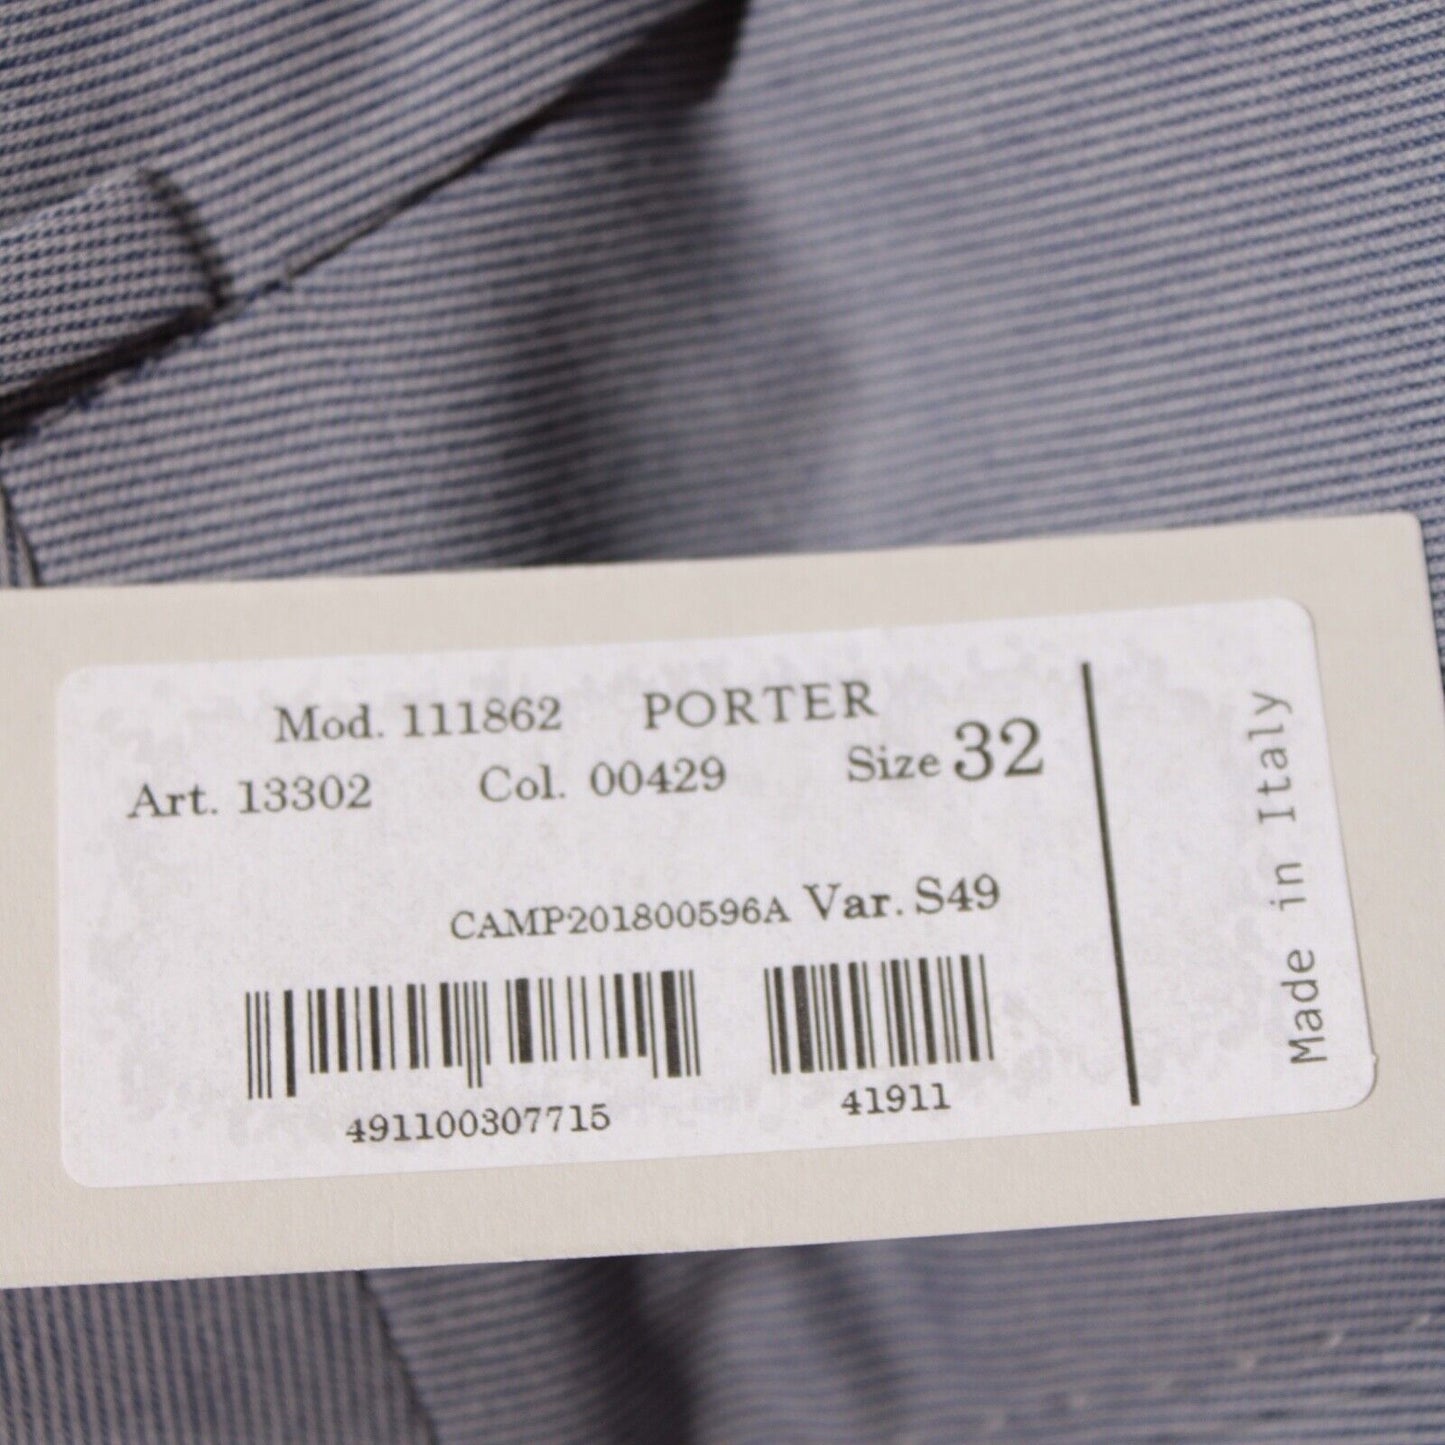 Mod. 111862 PORTER
Art. 13302 Col. 00429 Size 32
CAMP201800596A Var. S49
491100307715 41911
Made in Italy